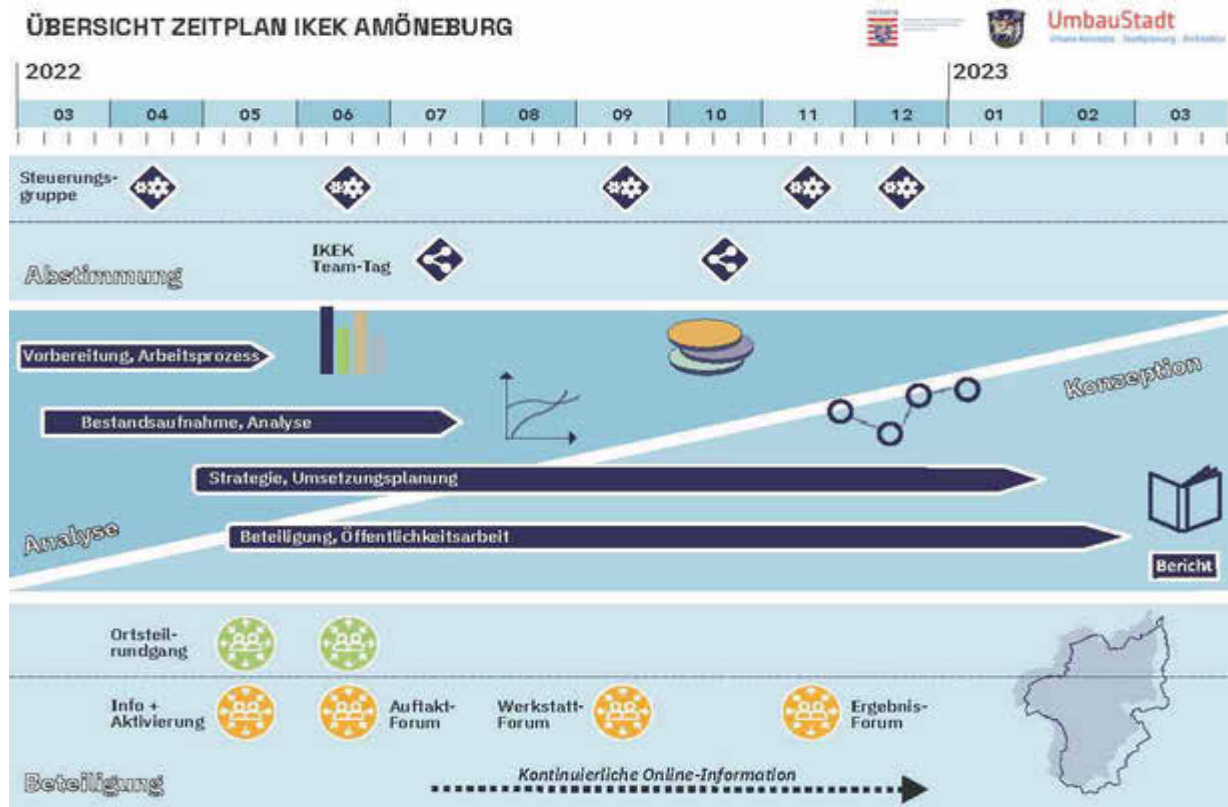 ÜBERSICHT ZEITPLAN IKEK AMÖNEBURG
UmbauStadt
2022
2023
03 04 05 06 07 08 09 10 11 12 01 02 03
Steuerungs-
gruppe
IKEK
Team-Tag
Abstimmung
Vorbereitung, Arbeitsprozess
Konzeption
Bestandsaufnahme, Analyse
Strategie, Umsetzungsplanung
Analyse
Beteiligung, Öffentlichkeitsarbeit
Bericht
Ortsteil-
rundgang
Info +
Aktivierung
Auftakt-
Forum
Werkstatt-
Forum
Ergebnis-
Forum
Kontinuierliche Online-Information
Beteiligung